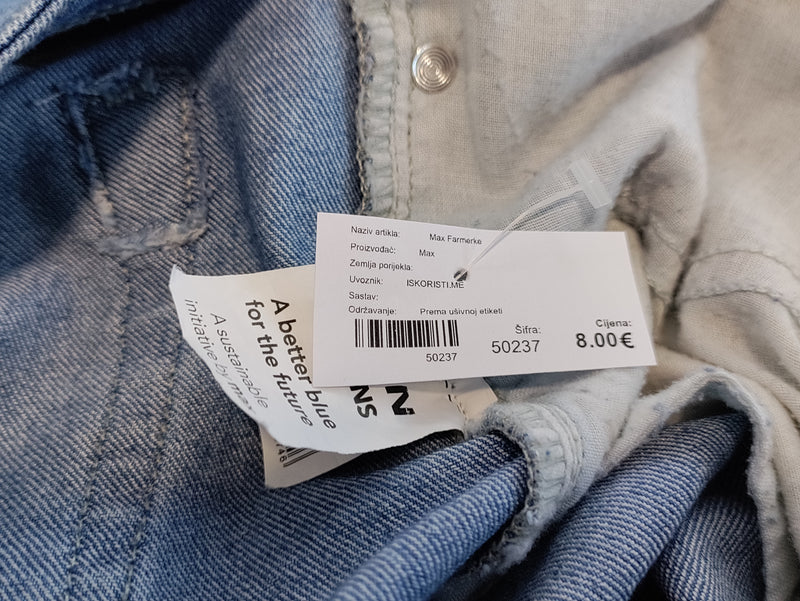 Naziv artikla: Max Farmerke
Proizvođač: Max
Zemlja porijekla:
Uvoznik: ISKORISTI.ME
Sastav:
Održavanje: Prema ušivnoj etiketi
50237
Šifra:
50237
Cijena:
8.00€
A better blue
for the future
A sustainable
initiative by
N
NS